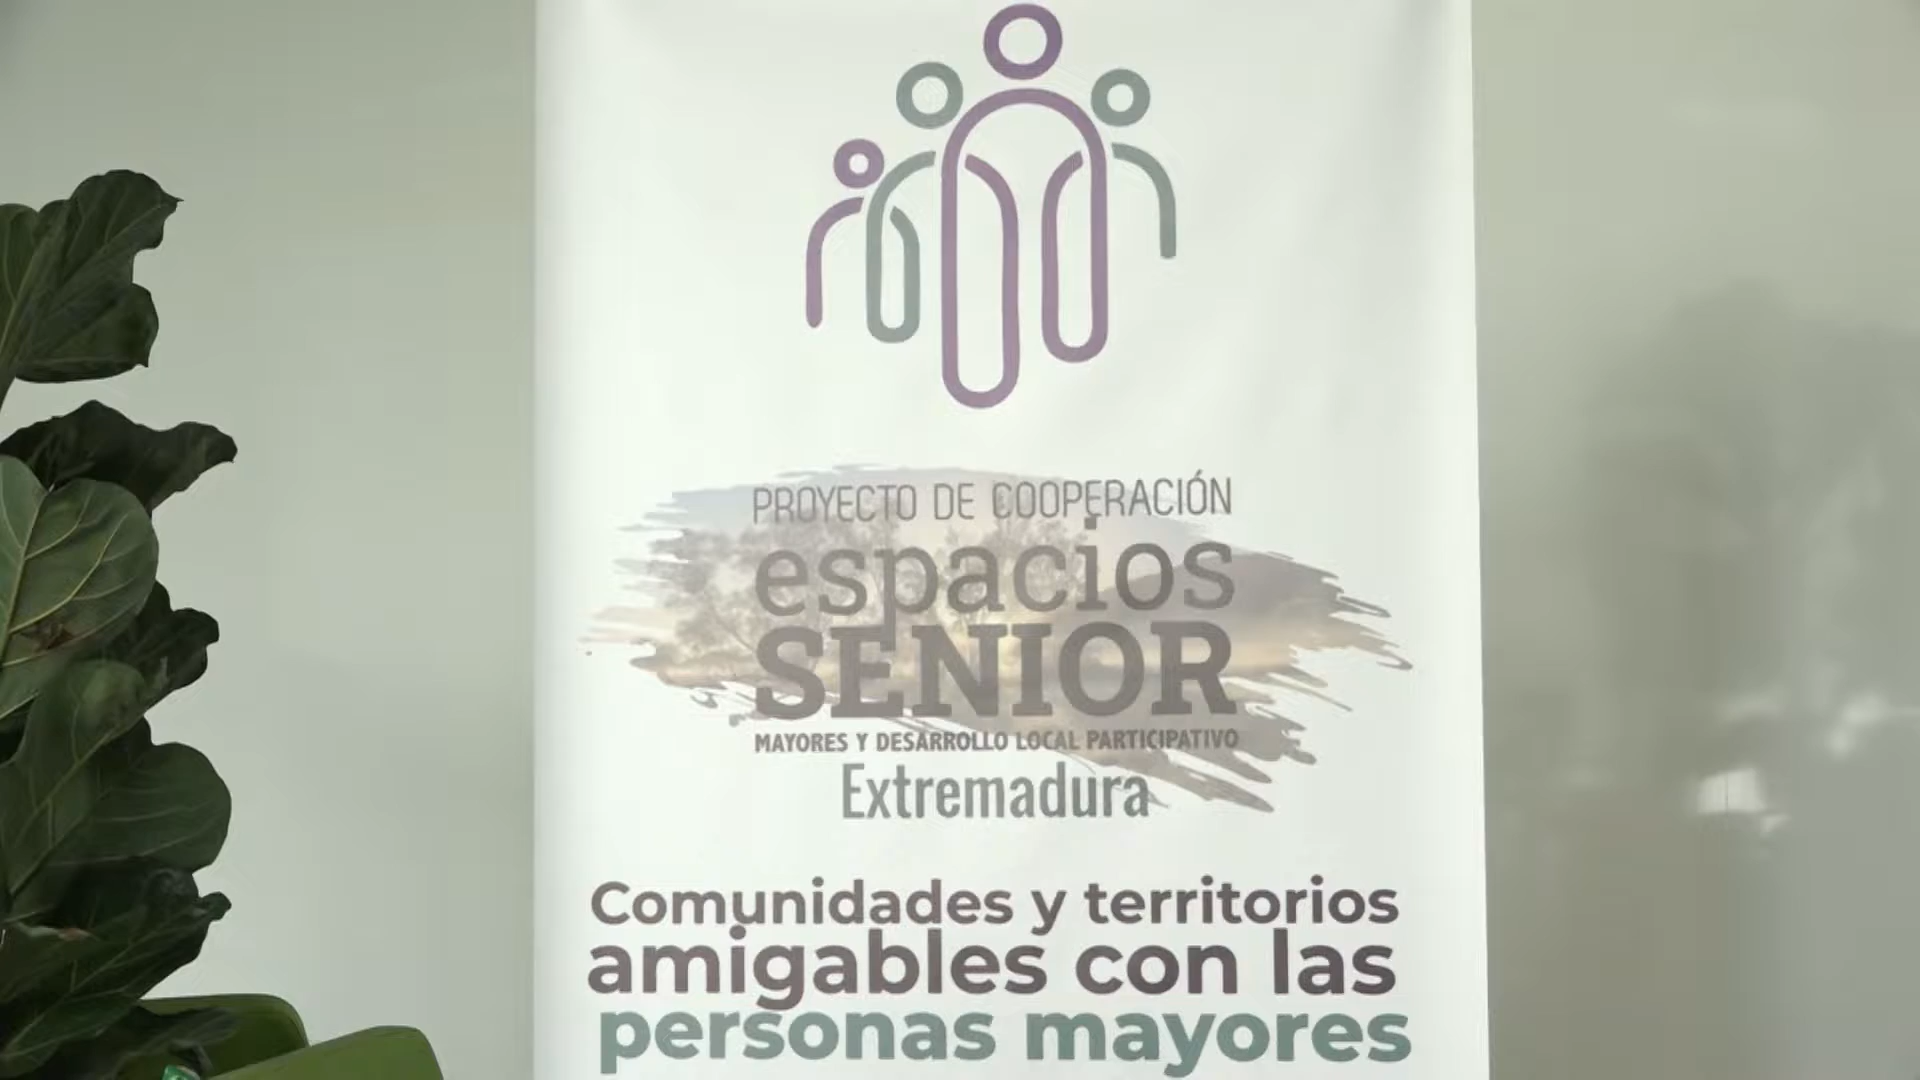 PROYECTO DE COOPERACIÓN
espacios
SENIOR
MAYORES Y DESARROLLO LOCAL PARTICIPATIVO
Extremadura
Comunidades y territorios
amigables con las
personas mayores